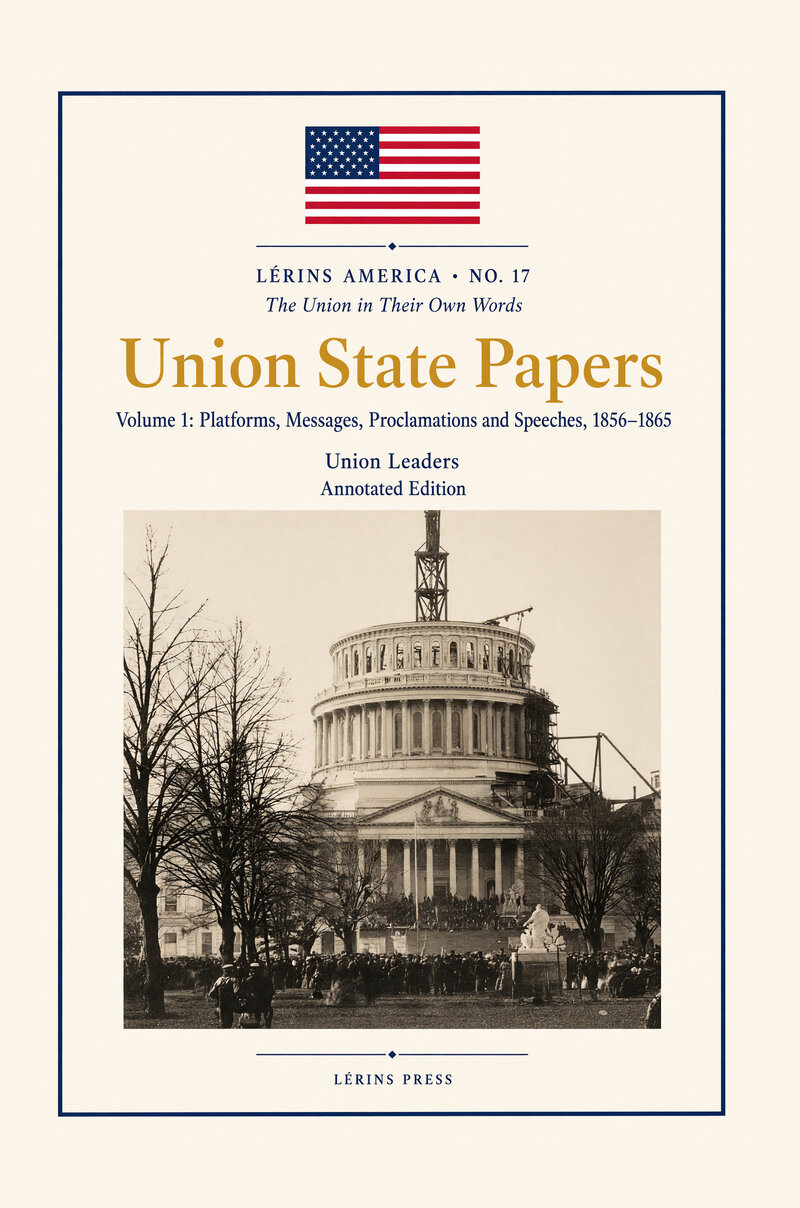 LÉRINS AMERICA • NO. 17
The Union in Their Own Words
Union State Papers
Volume 1: Platforms, Messages, Proclamations and Speeches, 1856–1865
Union Leaders
Annotated Edition
LÉRINS PRESS